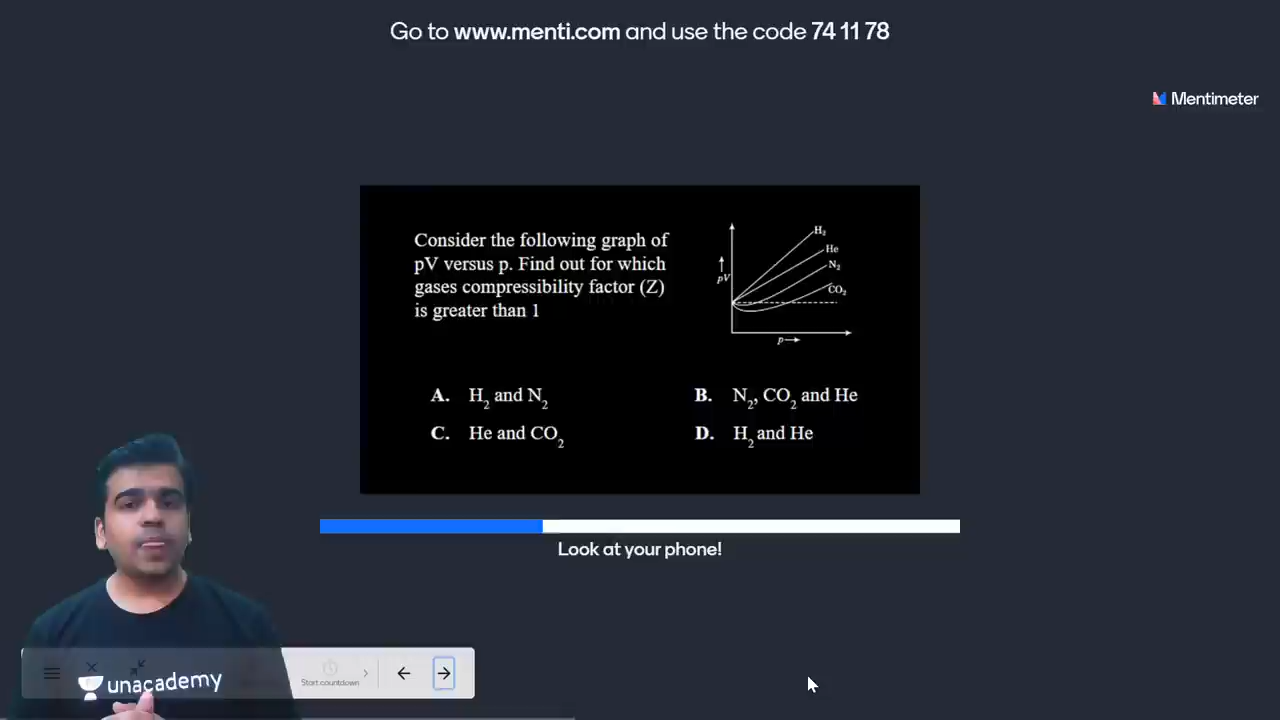 Go to www.menti.com and use the code 74 11 78
Mentimeter
Consider the following graph of
pV versus p. Find out for which
gases compressibility factor (Z)
is greater than 1
H₂
He
N₂
CO₂
pV
p
A. H₂ and N₂
B. N₂, CO₂ and He
C. He and CO₂
D. H₂ and He
Look at your phone!
Start countdown
unacademy